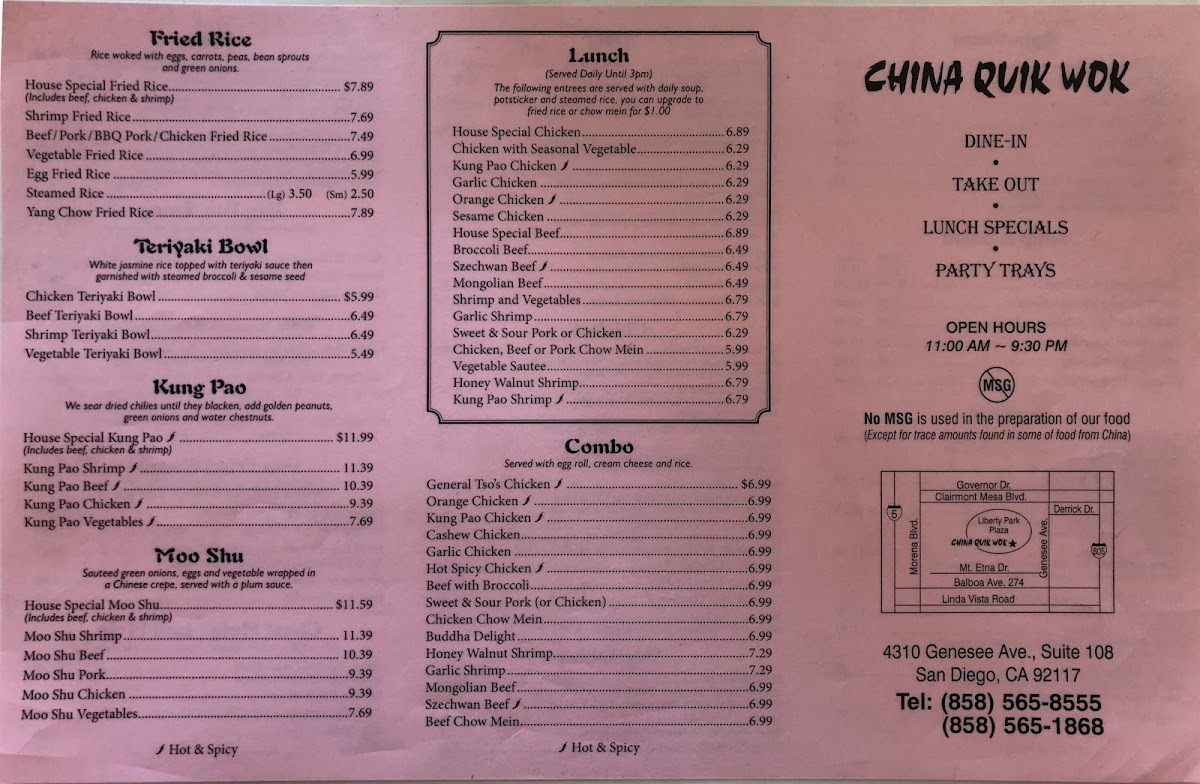 Fried Rice
Rice woked with eggs, carrots, peas, bean sprouts
and green onions.
House Special Fried Rice ... $7.89
(Includes beef, chicken & shrimp)
Shrimp Fried Rice ... 7.69
Beef/Pork/BBQ Pork/Chicken Fried Rice ... 7.49
Vegetable Fried Rice ... 6.99
Egg Fried Rice ... 5.99
Steamed Rice ... (Lg) 3.50 (Sm) 2.50
Yang Chow Fried Rice ... 7.89
Teriyaki Bowl
White jasmine rice topped with teriyaki sauce then
garnished with steamed broccoli & sesame seed
Chicken Teriyaki Bowl ... $5.99
Beef Teriyaki Bowl ... 6.49
Shrimp Teriyaki Bowl ... 6.49
Vegetable Teriyaki Bowl ... 5.49
Kung Pao
We sear dried chilies until they blacken, add golden peanuts,
green onions and water chestnuts.
House Special Kung Pao ... $11.99
(Includes beef, chicken & shrimp)
Kung Pao Shrimp ... 11.39
Kung Pao Beef ... 10.39
Kung Pao Chicken ... 9.39
Kung Pao Vegetables ... 7.69
Moo Shu
Sauteed green onions, eggs and vegetable wrapped in
a Chinese crepe, served with a plum sauce.
House Special Moo Shu ... $11.59
(Includes beef, chicken & shrimp)
Moo Shu Shrimp ... 11.39
Moo Shu Beef ... 10.39
Moo Shu Pork ... 9.39
Moo Shu Chicken ... 9.39
Moo Shu Vegetables ... 7.69
Hot & Spicy
Lunch
(Served Daily Until 3pm)
The following entrees are served with daily soup,
potsticker and steamed rice, you can upgrade to
fried rice or chow mein for $1.00
House Special Chicken ... 6.89
Chicken with Seasonal Vegetable ... 6.29
Kung Pao Chicken ... 6.29
Garlic Chicken ... 6.29
Orange Chicken ... 6.29
Sesame Chicken ... 6.29
House Special Beef ... 6.89
Broccoli Beef ... 6.49
Szechwan Beef ... 6.49
Mongolian Beef ... 6.49
Shrimp and Vegetables ... 6.79
Garlic Shrimp ... 6.79
Sweet & Sour Pork or Chicken ... 6.29
Chicken, Beef or Pork Chow Mein ... 5.99
Vegetable Sautee ... 5.99
Honey Walnut Shrimp ... 6.79
Kung Pao Shrimp ... 6.79
Combo
Served with egg roll, cream cheese and rice.
General Tso's Chicken ... $6.99
Orange Chicken ... 6.99
Kung Pao Chicken ... 6.99
Cashew Chicken ... 6.99
Garlic Chicken ... 6.99
Hot Spicy Chicken ... 6.99
Beef with Broccoli ... 6.99
Sweet & Sour Pork (or Chicken) ... 6.99
Chicken Chow Mein ... 6.99
Buddha Delight ... 6.99
Honey Walnut Shrimp ... 7.29
Garlic Shrimp ... 7.29
Mongolian Beef ... 6.99
Szechwan Beef ... 6.99
Beef Chow Mein ... 6.99
Hot & Spicy
CHINA QUIK WOK
DINE-IN
•
TAKE OUT
•
LUNCH SPECIALS
•
PARTY TRAYS
OPEN HOURS
11:00 AM ~ 9:30 PM
MSG
No MSG is used in the preparation of our food
(Except for trace amounts found in some of food from China)
Governor Dr.
Clairmont Mesa Blvd.
Derrick Dr.
5
Morena Blvd.
Liberty Park
Plaza
CHINA QUIK WOK ★
Genesee Ave.
805
Mt. Etna Dr.
Balboa Ave. 274
Linda Vista Road
4310 Genesee Ave., Suite 108
San Diego, CA 92117
Tel: (858) 565-8555
(858) 565-1868